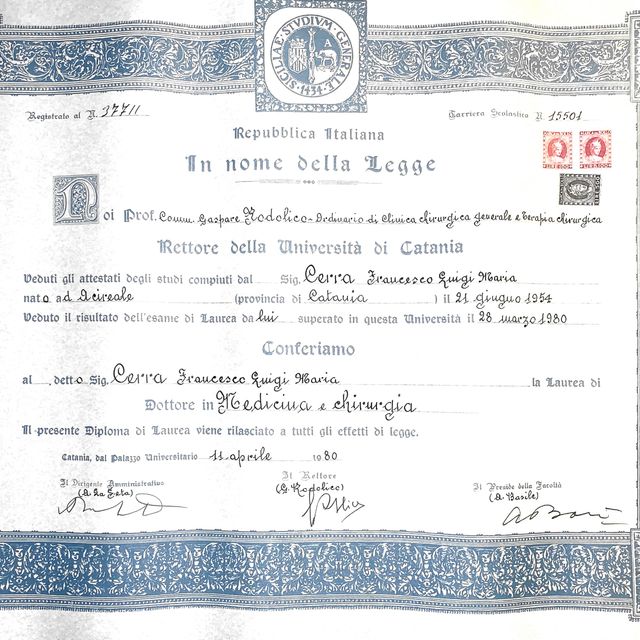 SICILIAE · STVDIVM · GENERALE
· 1434 ·
Registrato al N. 37711
Carriera Scolastica N. 15501
Repubblica Italiana
In nome della Legge
LIRE 100 LIRE 100
Noi Prof. Comm. Gaspare Rodolico - Ordinario di Clinica chirurgica generale e Terapia chirurgica
Rettore della Università di Catania
Veduti gli attestati degli studi compiuti dal Sig. Cerra Francesco Luigi Maria
nato ad Acireale (provincia di Catania) il 21 giugno 1954
Veduto il risultato dell'esame di Laurea da lui superato in questa Università il 28 marzo 1980
Conferiamo
al detto Sig. Cerra Francesco Luigi Maria la Laurea di
Dottore in Medicina e chirurgia
Il presente Diploma di Laurea viene rilasciato a tutti gli effetti di legge.
Catania, dal Palazzo Universitario 11 aprile 1980
Il Dirigente Amministrativo
(A. La Seta)
Il Rettore
(G. Rodolico)
Il Preside della Facoltà
(A. Basile)